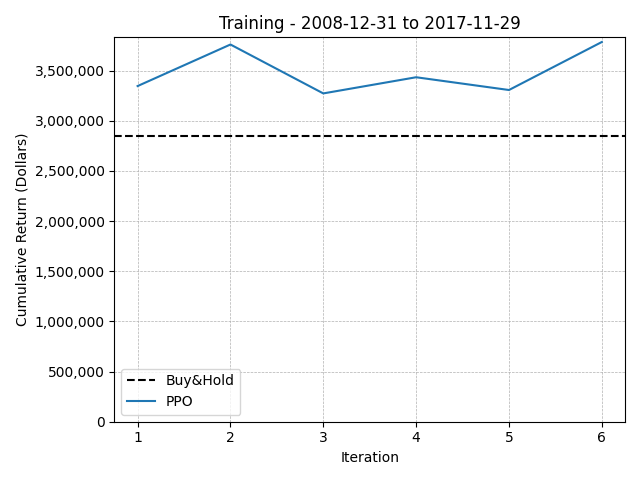 Training - 2008-12-31 to 2017-11-29
Cumulative Return (Dollars)
3,500,000
3,000,000
2,500,000
2,000,000
1,500,000
1,000,000
500,000
0
Buy&Hold
PPO
1 2 3 4 5 6
Iteration